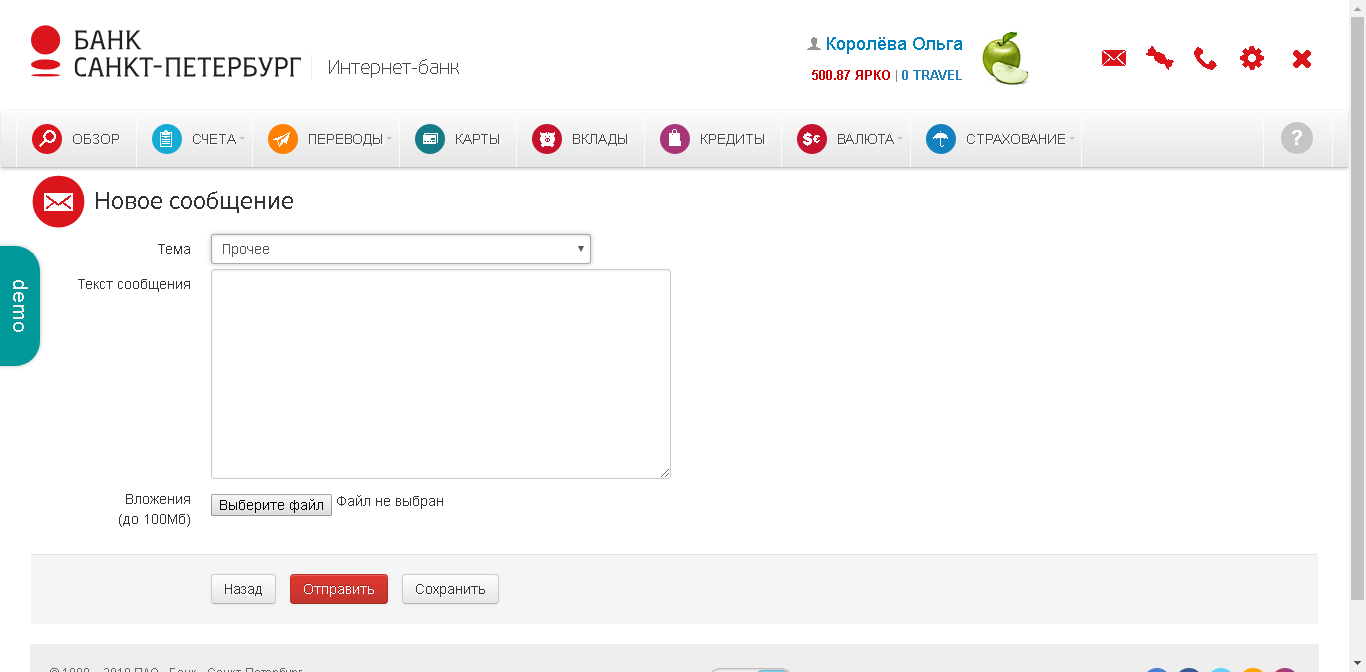 БАНК
САНКТ-ПЕТЕРБУРГ
Интернет-банк
Королёва Ольга
500.87 ЯРКО | 0 TRAVEL
ОБЗОР СЧЕТА ПЕРЕВОДЫ КАРТЫ ВКЛАДЫ КРЕДИТЫ ВАЛЮТА СТРАХОВАНИЕ ?
Новое сообщение
Тема Прочее
demo
Текст сообщения
Вложения
(до 100Мб)
Выберите файл Файл не выбран
Назад Отправить Сохранить